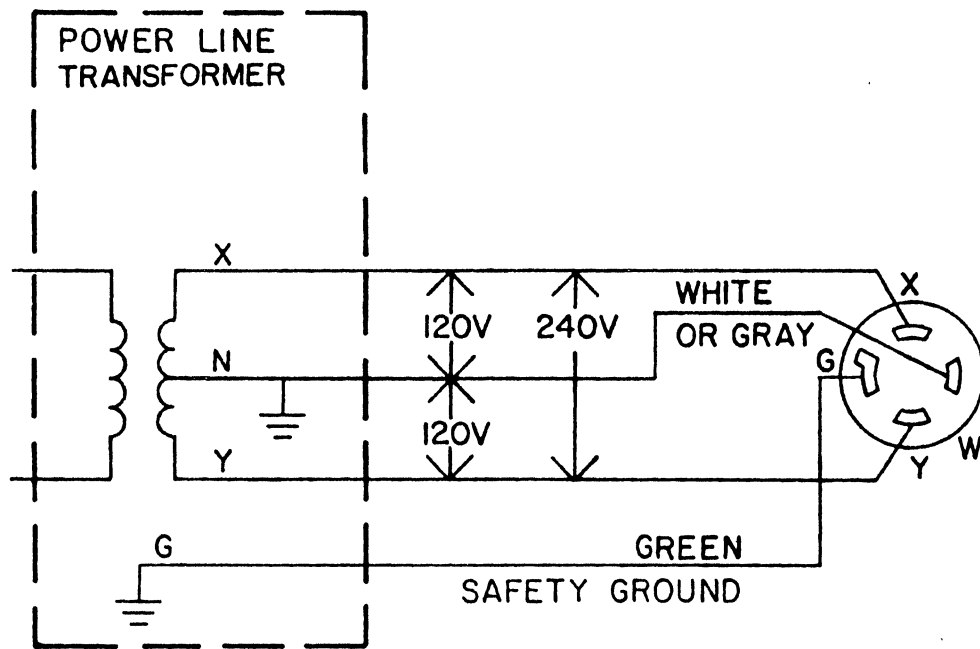 POWER LINE
TRANSFORMER
X
X
WHITE
120V
240V
OR GRAY
N
G
120V
Y
Y
W
G
GREEN
SAFETY GROUND